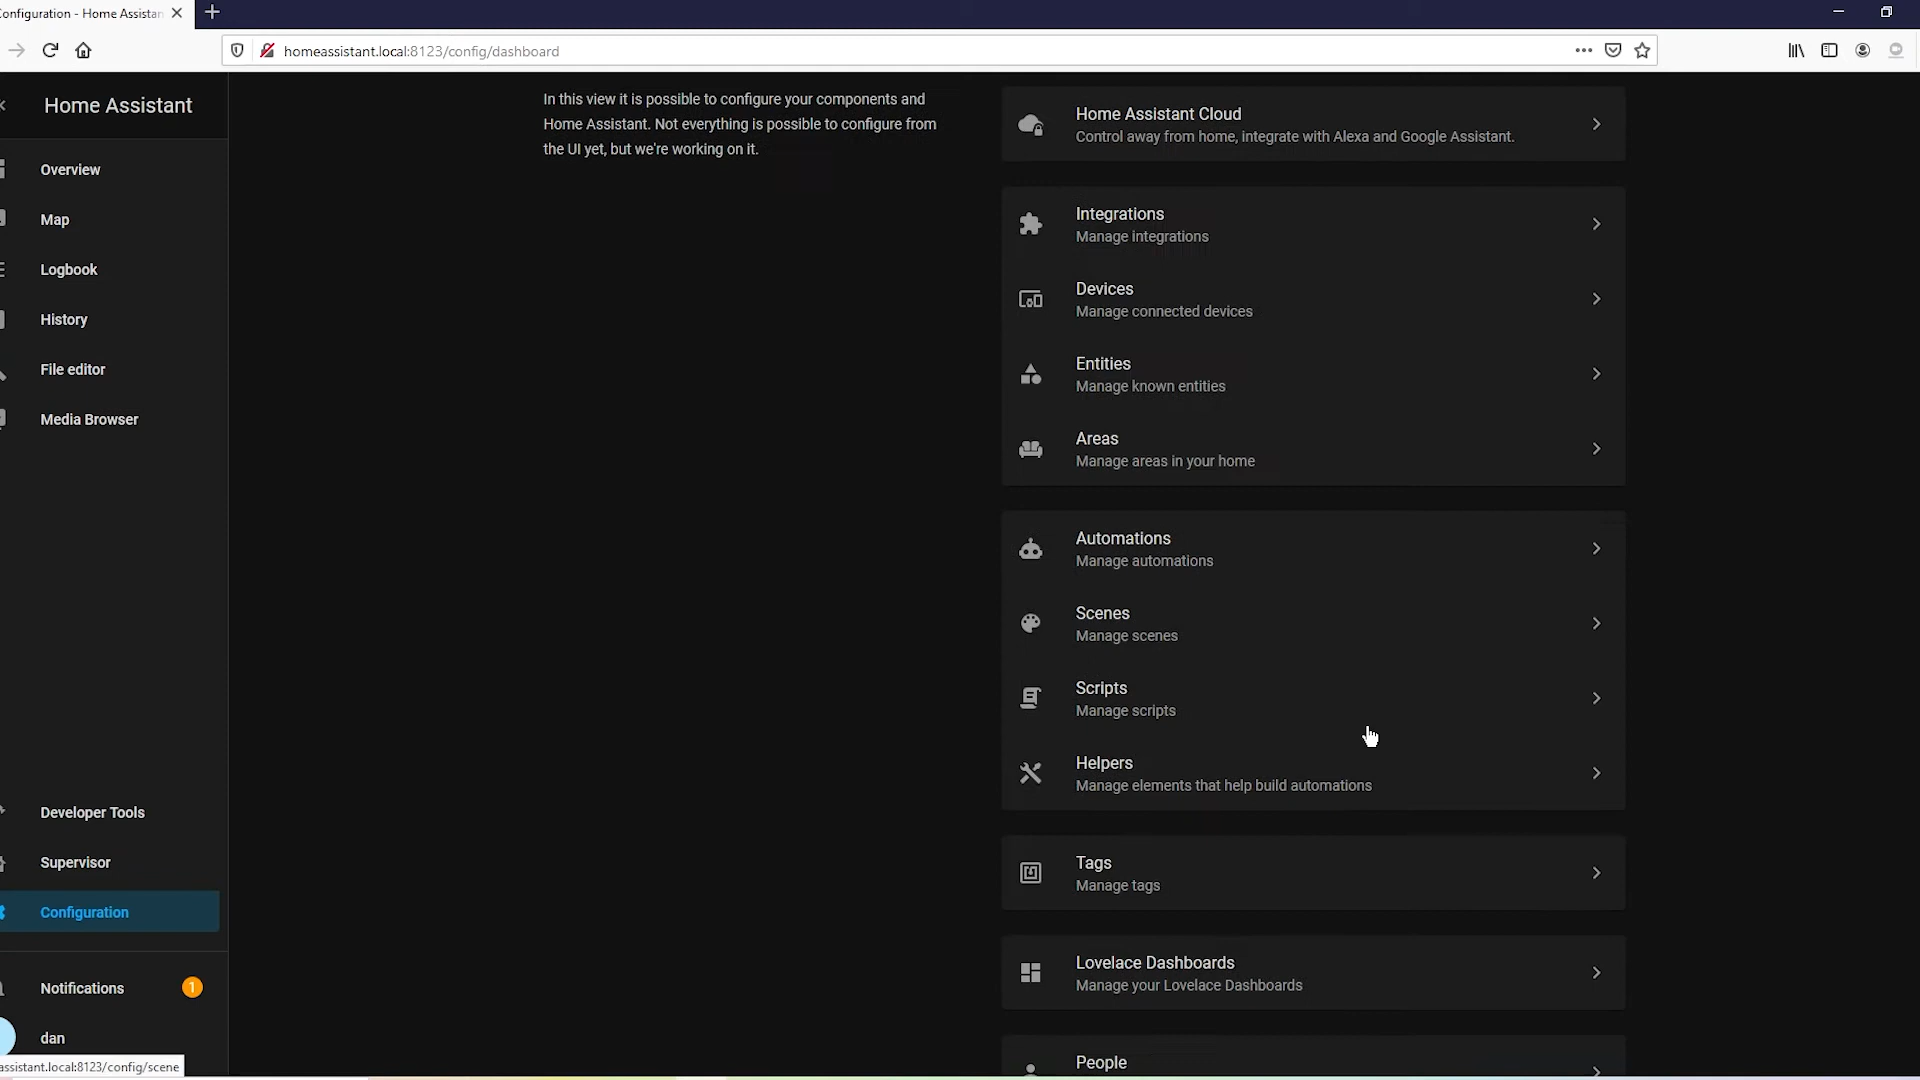 onfiguration - Home Assistan
homeassistant.local:8123/config/dashboard
Home Assistant
Overview
Map
Logbook
History
File editor
Media Browser
Developer Tools
Supervisor
Configuration
Notifications
1
dan
assistant.local:8123/config/scene
In this view it is possible to configure your components and
Home Assistant. Not everything is possible to configure from
the UI yet, but we're working on it.
Home Assistant Cloud
Control away from home, integrate with Alexa and Google Assistant.
Integrations
Manage integrations
Devices
Manage connected devices
Entities
Manage known entities
Areas
Manage areas in your home
Automations
Manage automations
Scenes
Manage scenes
Scripts
Manage scripts
Helpers
Manage elements that help build automations
Tags
Manage tags
Lovelace Dashboards
Manage your Lovelace Dashboards
People